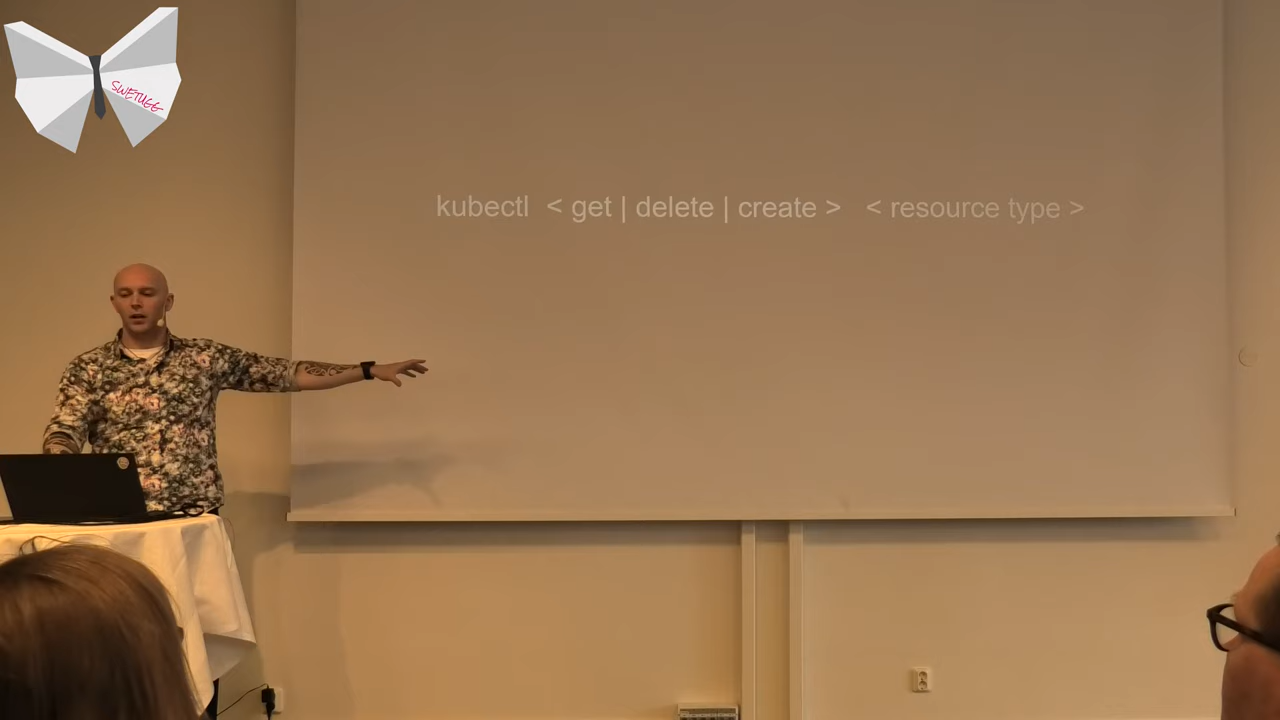 SWETUGG
kubectl < get | delete | create > < resource type >